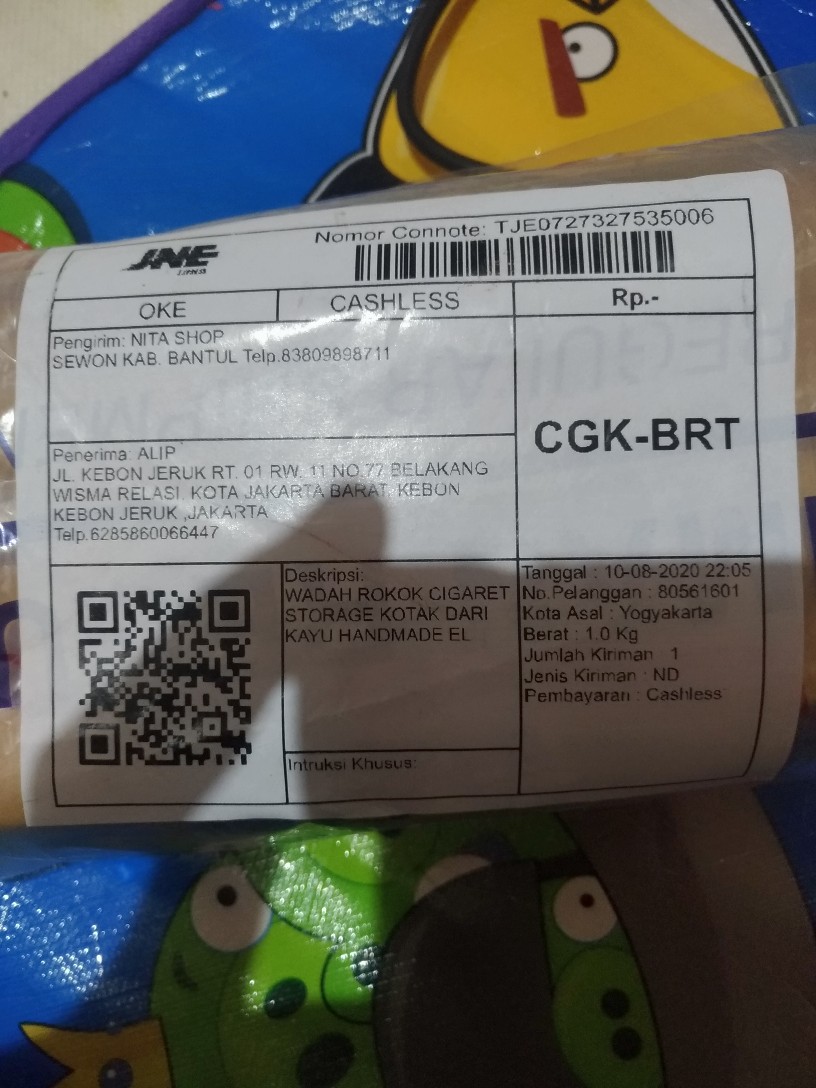 JNE
EXPRESS
Nomor Connote: TJE0727327535006
OKE
CASHLESS
Rp.-
Pengirim: NITA SHOP
SEWON KAB. BANTUL Telp.83809898711
CGK-BRT
Penerima: ALIP
JL. KEBON JERUK RT. 01 RW. 11 NO.77 BELAKANG
WISMA RELASI, KOTA JAKARTA BARAT, KEBON
KEBON JERUK ,JAKARTA
Telp.6285860066447
Deskripsi:
WADAH ROKOK CIGARET
STORAGE KOTAK DARI
KAYU HANDMADE EL
Intruksi Khusus:
Tanggal : 10-08-2020 22:05
No.Pelanggan : 80561601
Kota Asal : Yogyakarta
Berat : 1.0 Kg
Jumlah Kiriman 1
Jenis Kiriman : ND
Pembayaran : Cashless